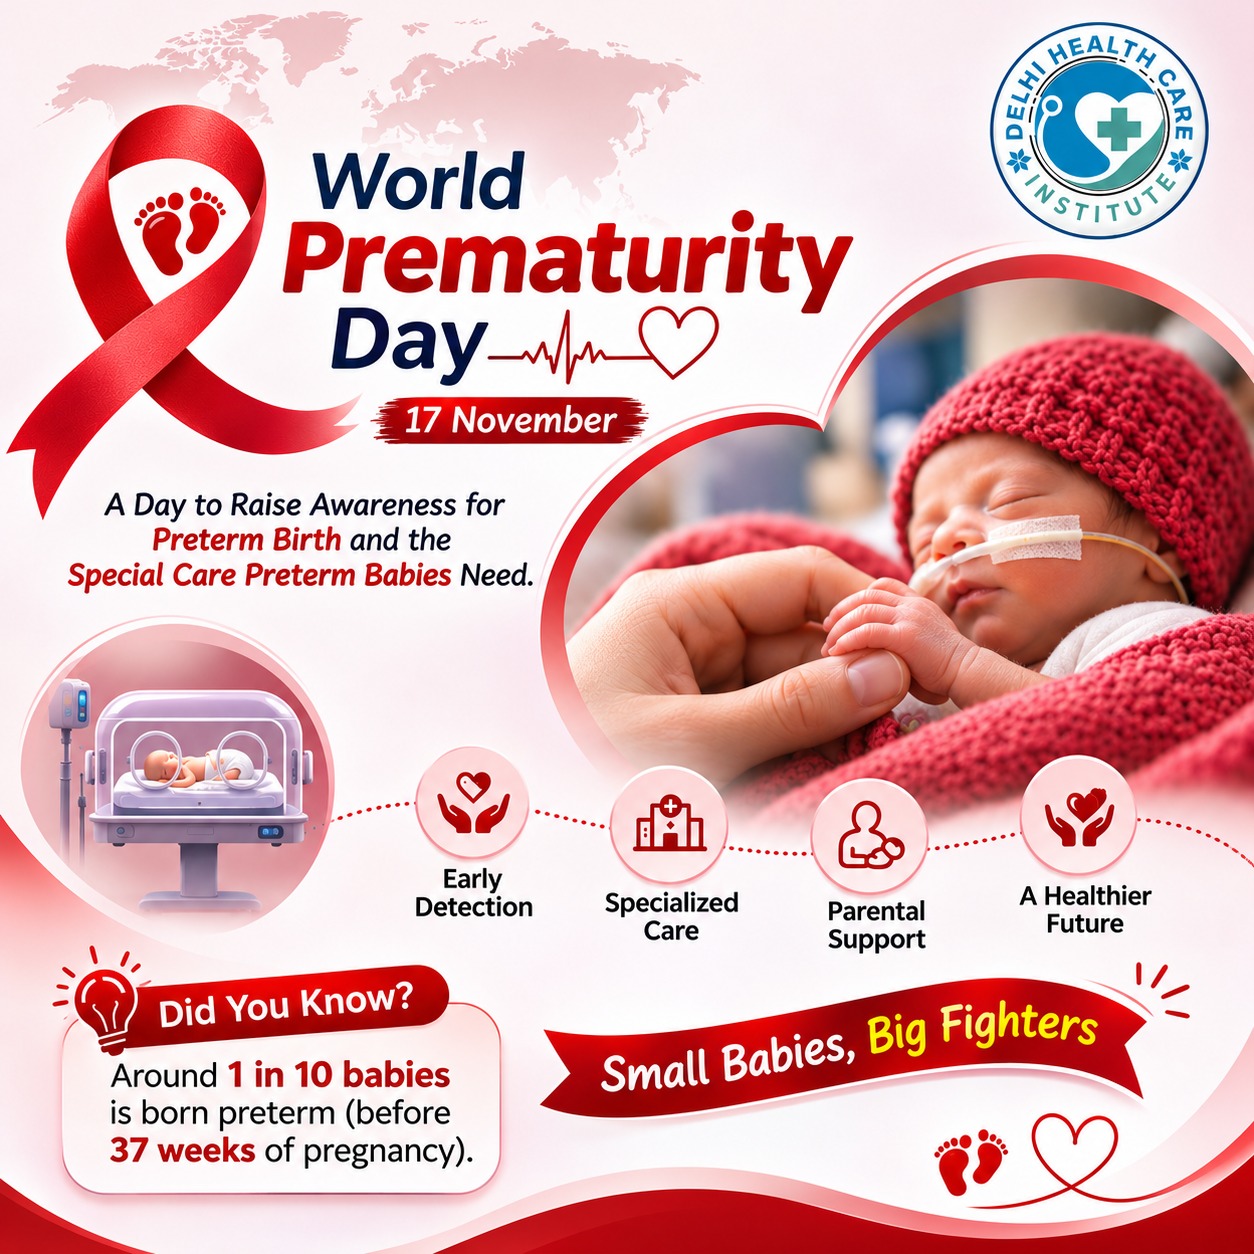 DELHI HEALTH CARE
INSTITUTE
World
Prematurity
Day
17 November
A Day to Raise Awareness for
Preterm Birth and the
Special Care Preterm Babies Need.
Early
Detection
Specialized
Care
Parental
Support
A Healthier
Future
Did You Know?
Around 1 in 10 babies
is born preterm (before
37 weeks of pregnancy).
Small Babies, Big Fighters